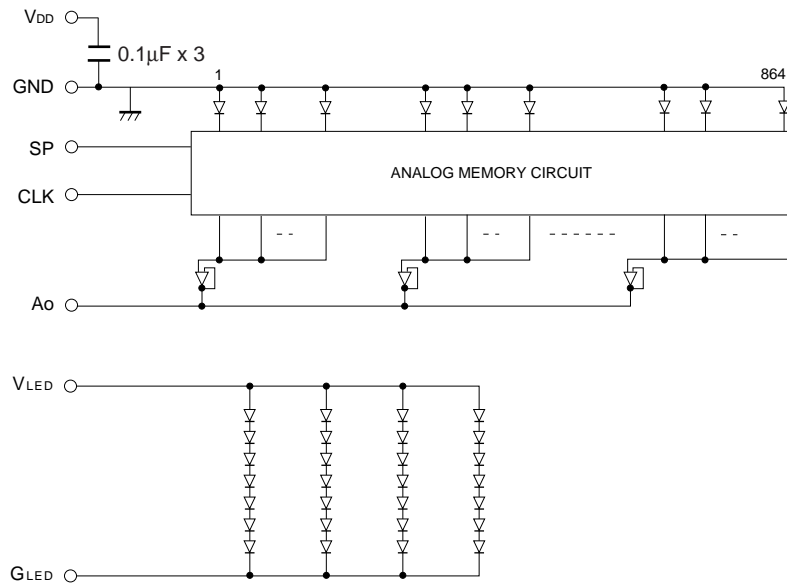 VDD
0.1μF x 3
GND
1
864
SP
ANALOG MEMORY CIRCUIT
CLK
Ao
VLED
GLED